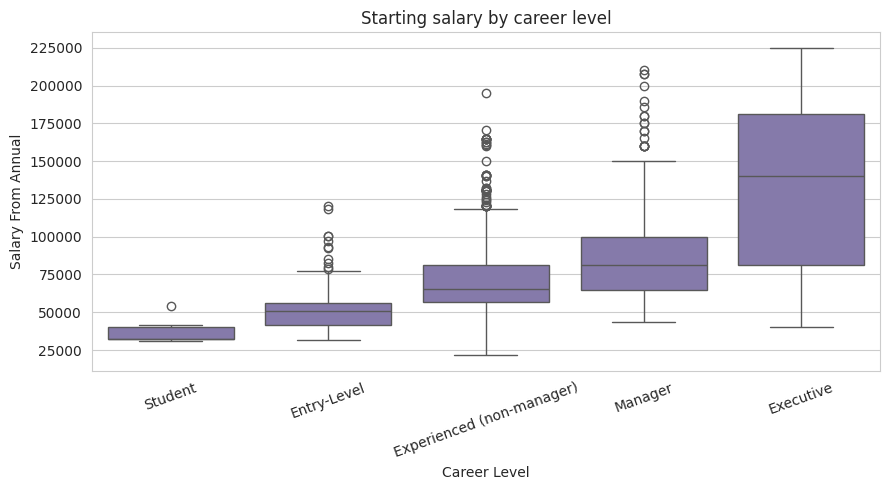 Starting salary by career level
Salary From Annual
225000
200000
175000
150000
125000
100000
75000
50000
25000
Student
Entry-Level
Experienced (non-manager)
Manager
Executive
Career Level